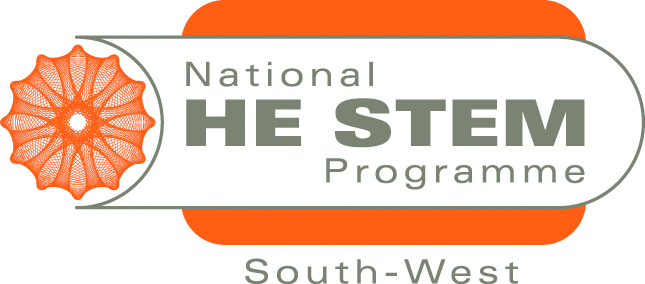 National
HE STEM
Programme
South-West